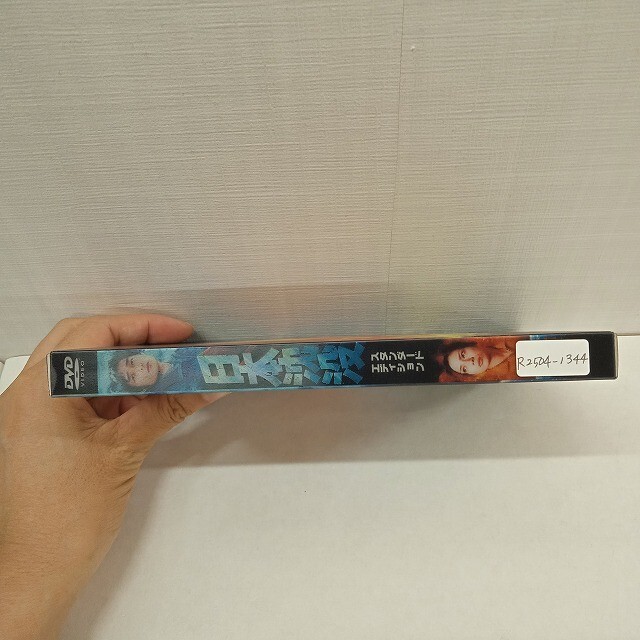 DVD
VIDEO
日本沈没
スタンダード
エディション
R2504-1344